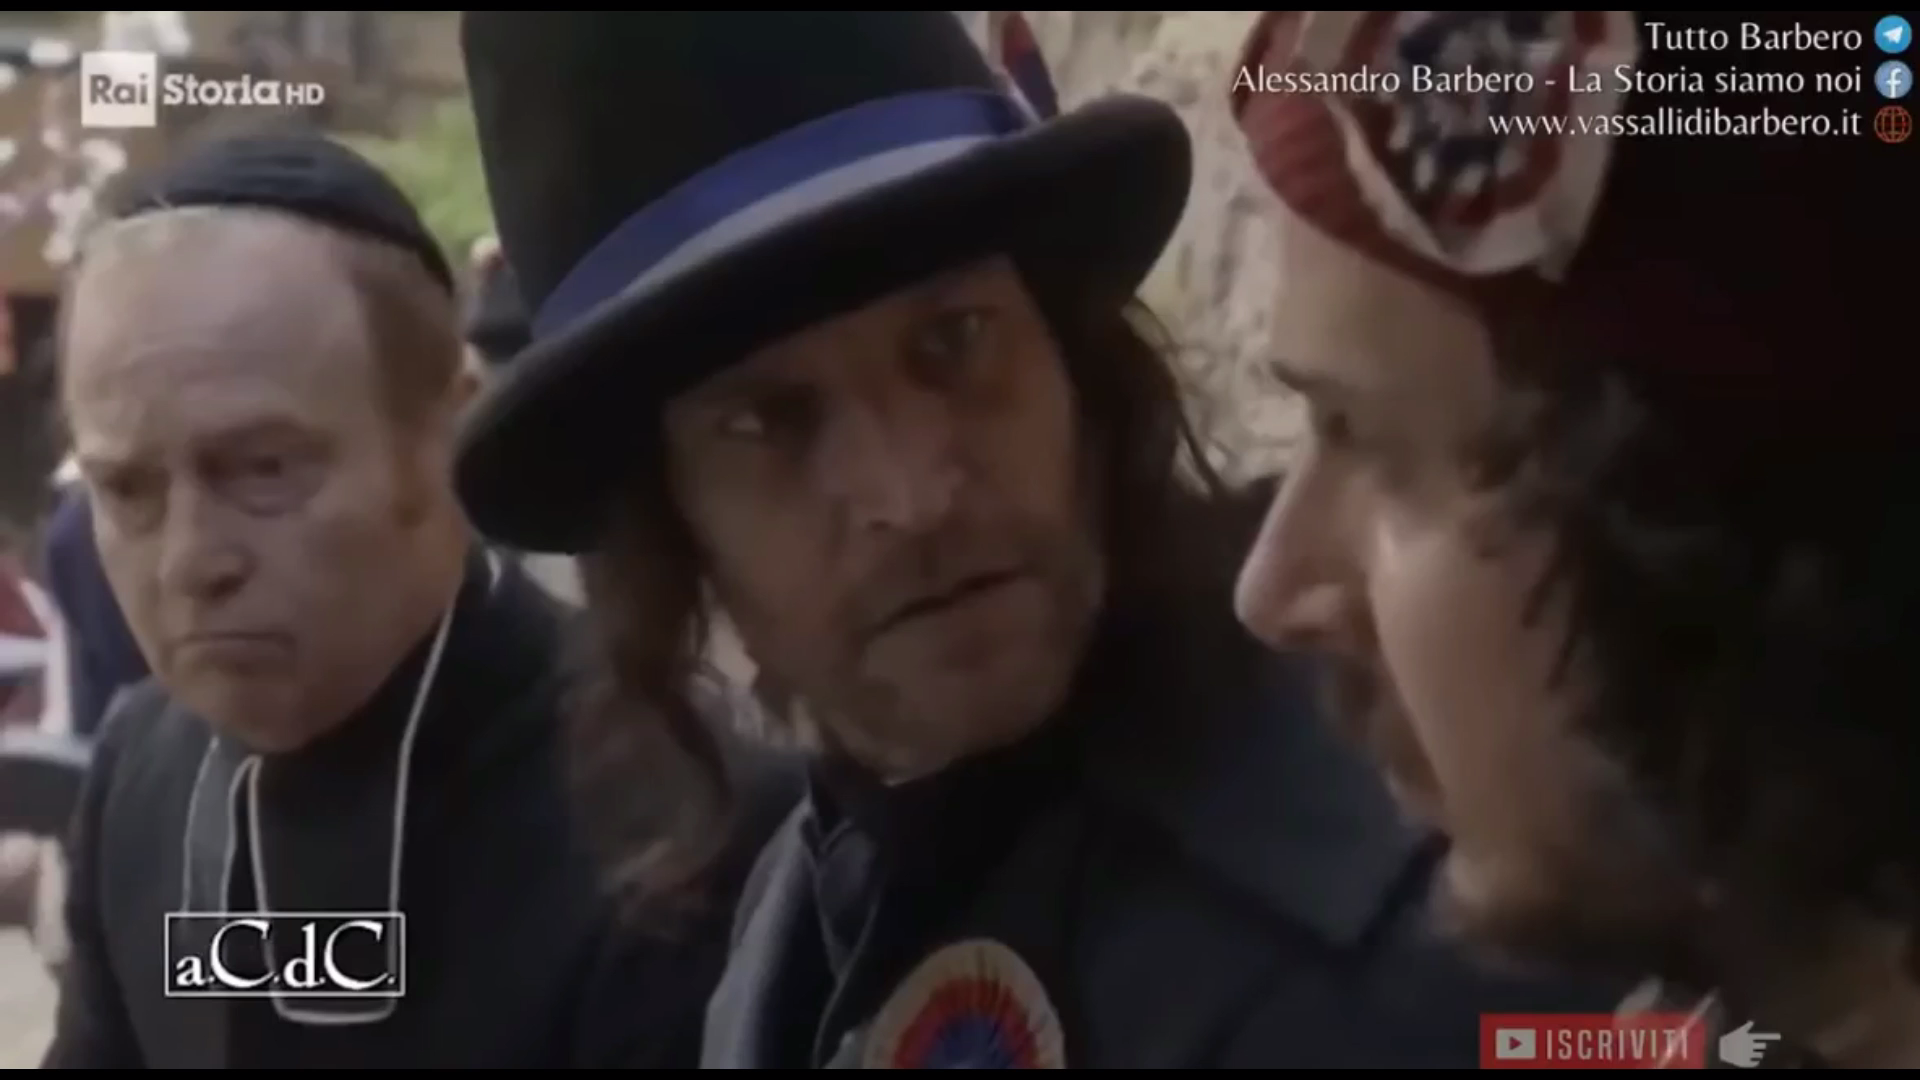 Rai Storia HD
Tutto Barbero
Alessandro Barbero - La Storia siamo noi
www.vassallidibarbero.it
a.C.d.C.
ISCRIVITI